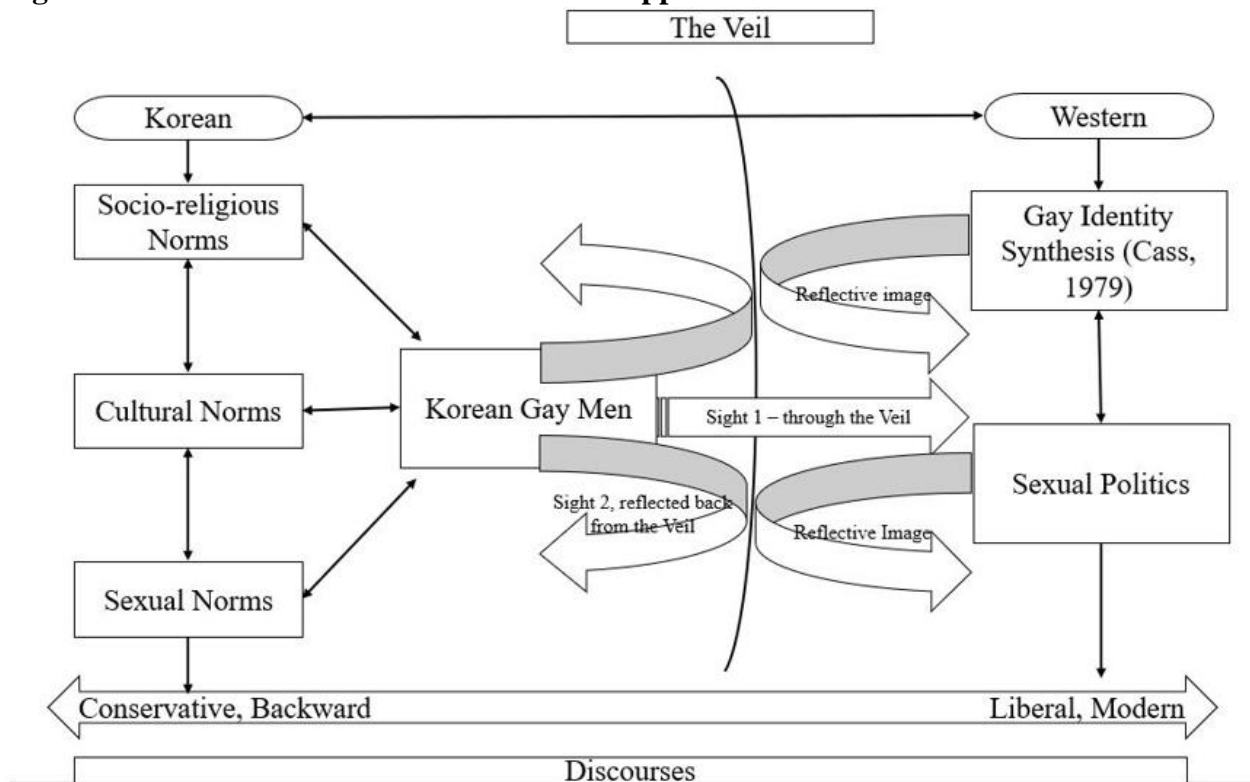 The Veil
Korean
Western
Socio-religious
Norms
Gay Identity
Synthesis (Cass,
1979)
Reflective image
Cultural Norms
Korean Gay Men
Sight 1 – through the Veil
Sexual Politics
Sight 2, reflected back
from the Veil
Reflective Image
Sexual Norms
Conservative, Backward
Liberal, Modern
Discourses